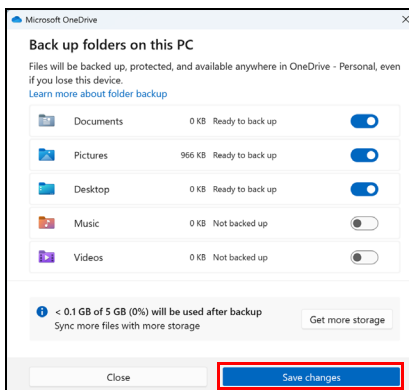 Microsoft OneDrive
Back up folders on this PC
Files will be backed up, protected, and available anywhere in OneDrive - Personal, even
if you lose this device.
Learn more about folder backup
Documents 0 KB Ready to back up
Pictures 966 KB Ready to back up
Desktop 0 KB Ready to back up
Music 0 KB Not backed up
Videos 0 KB Not backed up
< 0.1 GB of 5 GB (0%) will be used after backup
Sync more files with more storage
Get more storage
Close Save changes